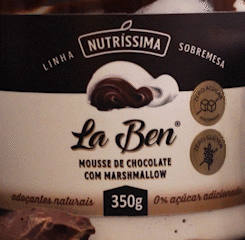 NUTRÍSSIMA
LINHA SOBREMESA
La Ben®
MOUSSE DE CHOCOLATE
COM MARSHMALLOW
adoçantes naturais 350g 0% açúcar adicionado